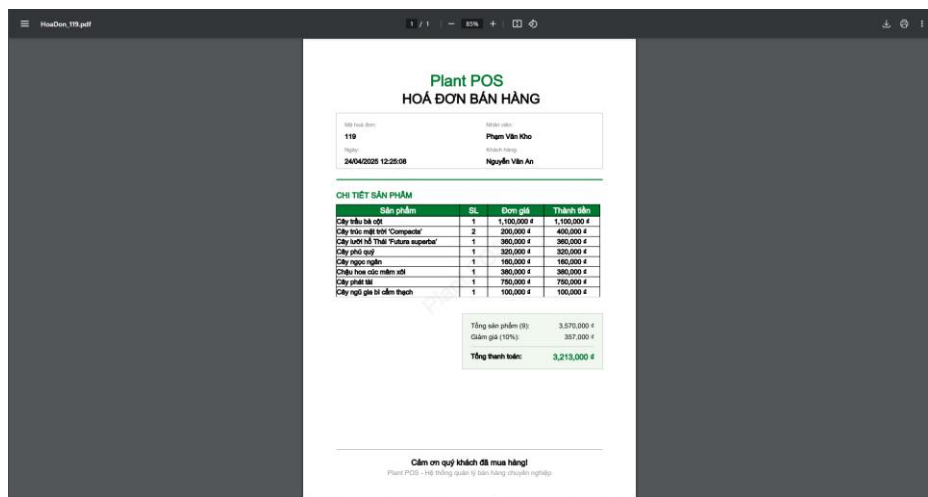 HoaDon_119.pdf
1 / 1
85%
Plant POS
HOÁ ĐƠN BÁN HÀNG
Mã hoá đơn: Nhân viên:
119 Phạm Văn Kho
Ngày: Khách hàng:
24/04/2025 12:25:08 Nguyễn Văn An
CHI TIẾT SẢN PHẨM
Sản phẩm SL Đơn giá Thành tiền
Cây trầu bà cột 1 1,100,000 ₫ 1,100,000 ₫
Cây trúc mặt trời 'Compacta' 2 200,000 ₫ 400,000 ₫
Cây lưỡi hổ Thái 'Futura superba' 1 360,000 ₫ 360,000 ₫
Cây phú quý 1 320,000 ₫ 320,000 ₫
Cây ngọc ngân 1 160,000 ₫ 160,000 ₫
Chậu hoa cúc mâm xôi 1 380,000 ₫ 380,000 ₫
Cây phát tài 1 750,000 ₫ 750,000 ₫
Cây ngũ gia bì cẩm thạch 1 100,000 ₫ 100,000 ₫
Tổng sản phẩm (9): 3,570,000 ₫
Giảm giá (10%): 357,000 ₫
Tổng thanh toán: 3,213,000 ₫
Cảm ơn quý khách đã mua hàng!
Plant POS - Hệ thống quản lý bán hàng chuyên nghiệp